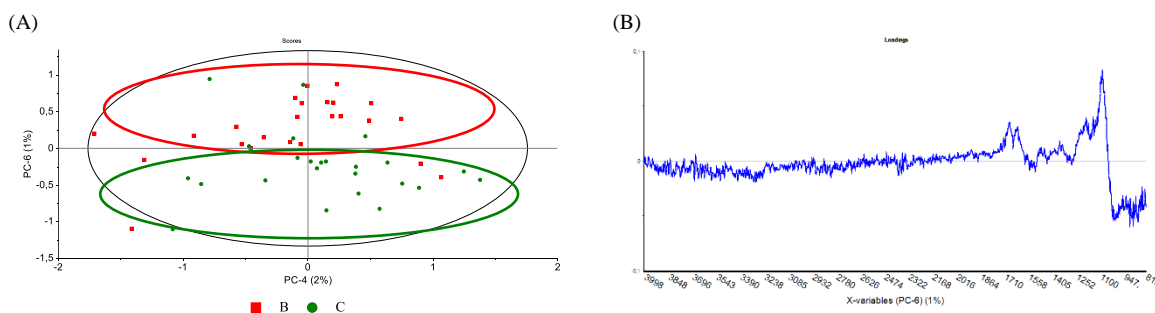 (A)
Scores
1
0,5
0
-0,5
-1
-1,5
PC-6 (1%)
-2
-1
0
1
2
PC-4 (2%)
B
C
(B)
Loadings
0,1
0
-0,1
3998 3848 3696 3543 3390 3238 3085 2932 2780 2626 2474 2322 2168 2016 1864 1710 1558 1405 1252 1100 947, 81
X-variables (PC-6) (1%)